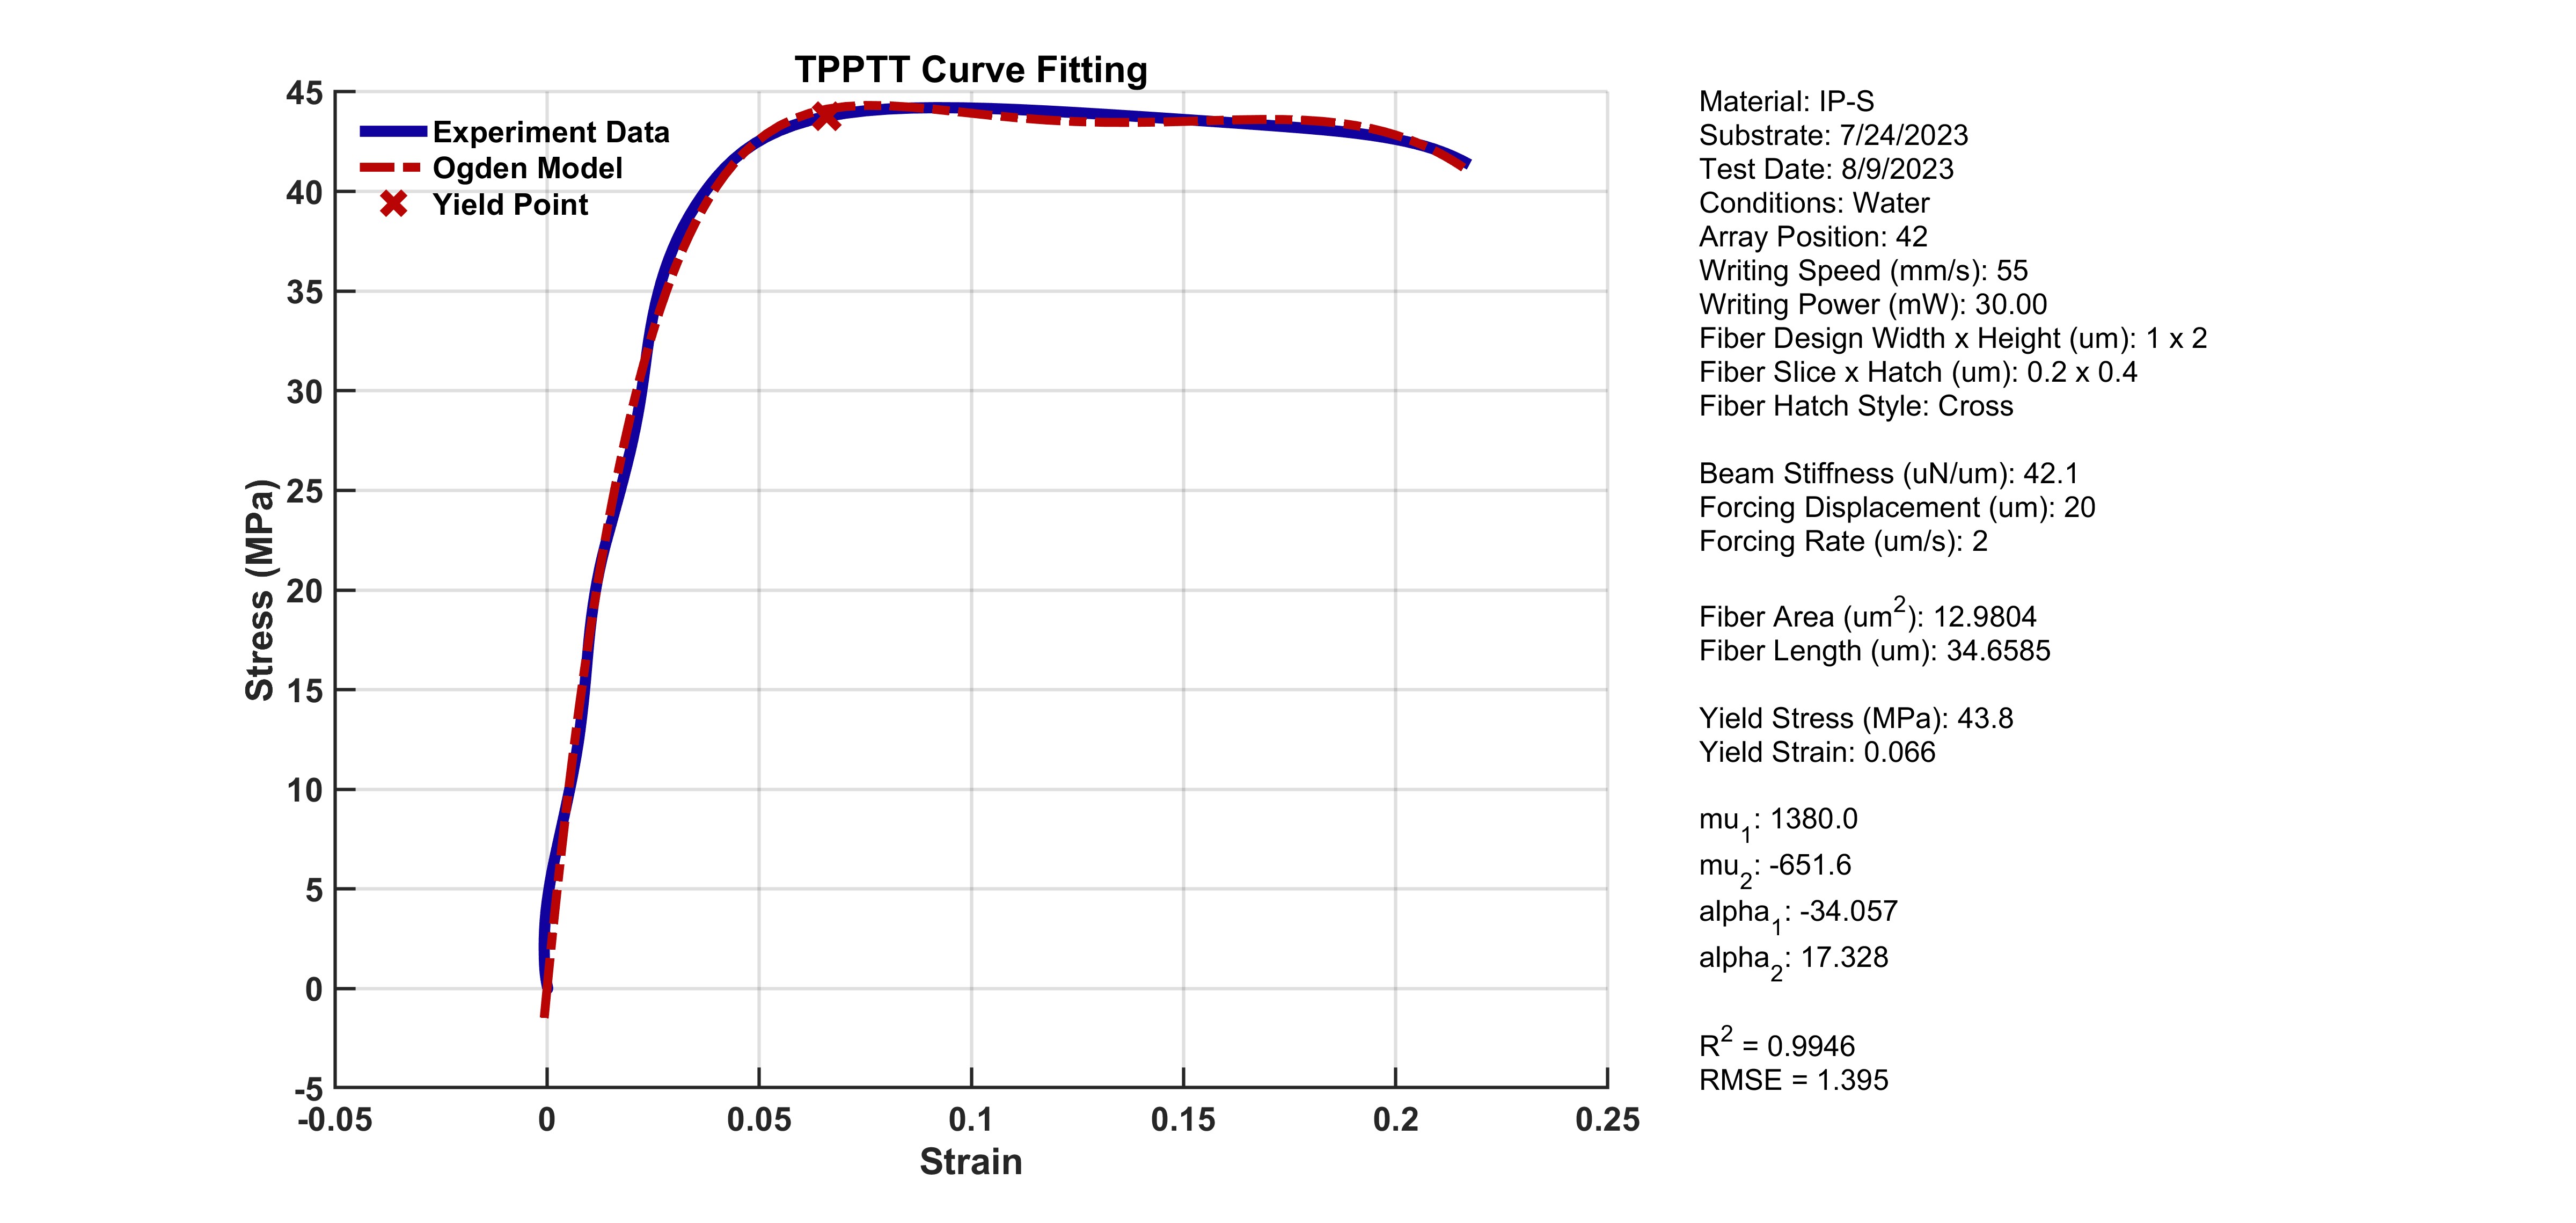 TPPTT Curve Fitting
45
40
35
30
25
20
15
10
5
0
-5
Stress (MPa)
Experiment Data
Ogden Model
Yield Point
-0.05 0 0.05 0.1 0.15 0.2 0.25
Strain
Material: IP-S
Substrate: 7/24/2023
Test Date: 8/9/2023
Conditions: Water
Array Position: 42
Writing Speed (mm/s): 55
Writing Power (mW): 30.00
Fiber Design Width x Height (um): 1 x 2
Fiber Slice x Hatch (um): 0.2 x 0.4
Fiber Hatch Style: Cross
Beam Stiffness (uN/um): 42.1
Forcing Displacement (um): 20
Forcing Rate (um/s): 2
Fiber Area (um²): 12.9804
Fiber Length (um): 34.6585
Yield Stress (MPa): 43.8
Yield Strain: 0.066
mu₁: 1380.0
mu₂: -651.6
alpha₁: -34.057
alpha₂: 17.328
R² = 0.9946
RMSE = 1.395